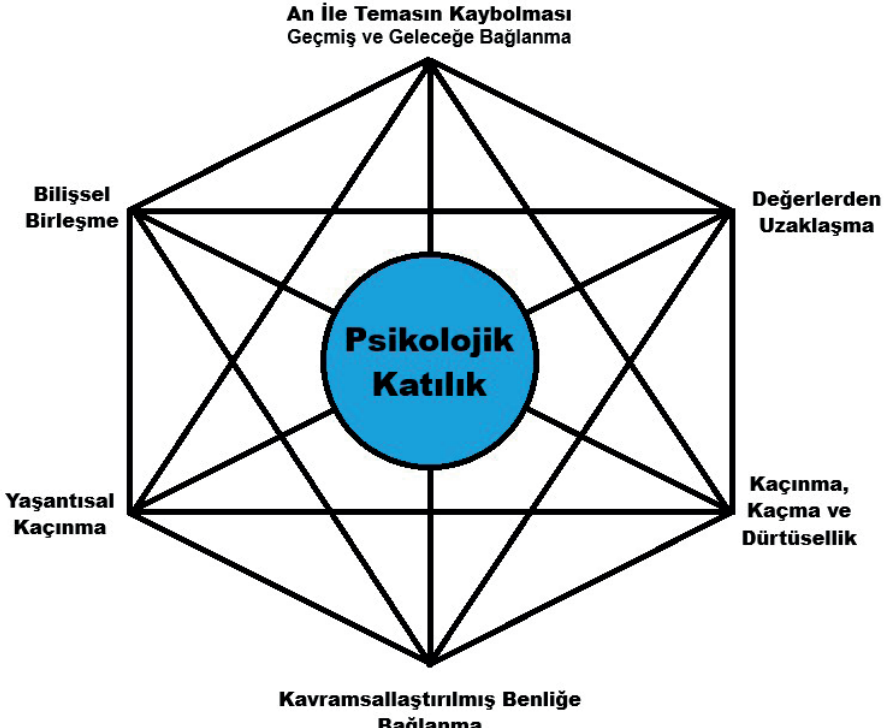 An İle Temasın Kaybolması
Geçmiş ve Geleceğe Bağlanma
Bilişsel
Birleşme
Değerlerden
Uzaklaşma
Psikolojik
Katılık
Yaşantısal
Kaçınma
Kaçınma,
Kaçma ve
Dürtüsellik
Kavramsallaştırılmış Benliğe
Bağlanma